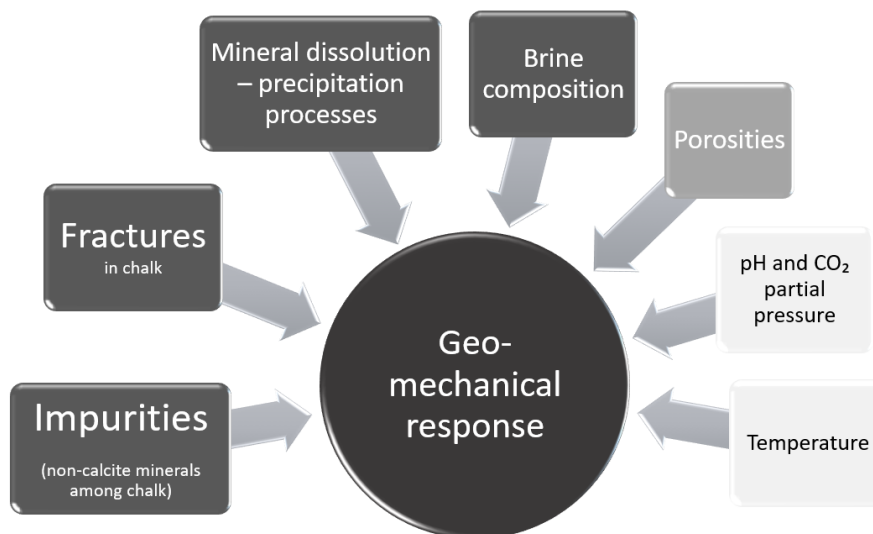 Mineral dissolution
– precipitation
processes
Brine
composition
Porosities
Fractures
in chalk
pH and CO₂
partial
pressure
Geo-
mechanical
response
Impurities
(non-calcite minerals
among chalk)
Temperature